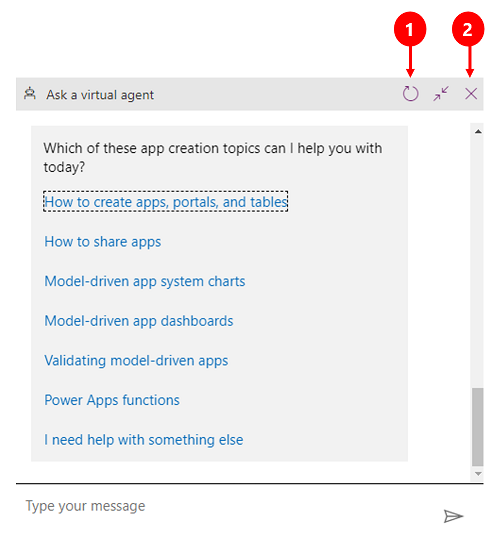 1 2
Ask a virtual agent
Which of these app creation topics can I help you with
today?
How to create apps, portals, and tables
How to share apps
Model-driven app system charts
Model-driven app dashboards
Validating model-driven apps
Power Apps functions
I need help with something else
Type your message